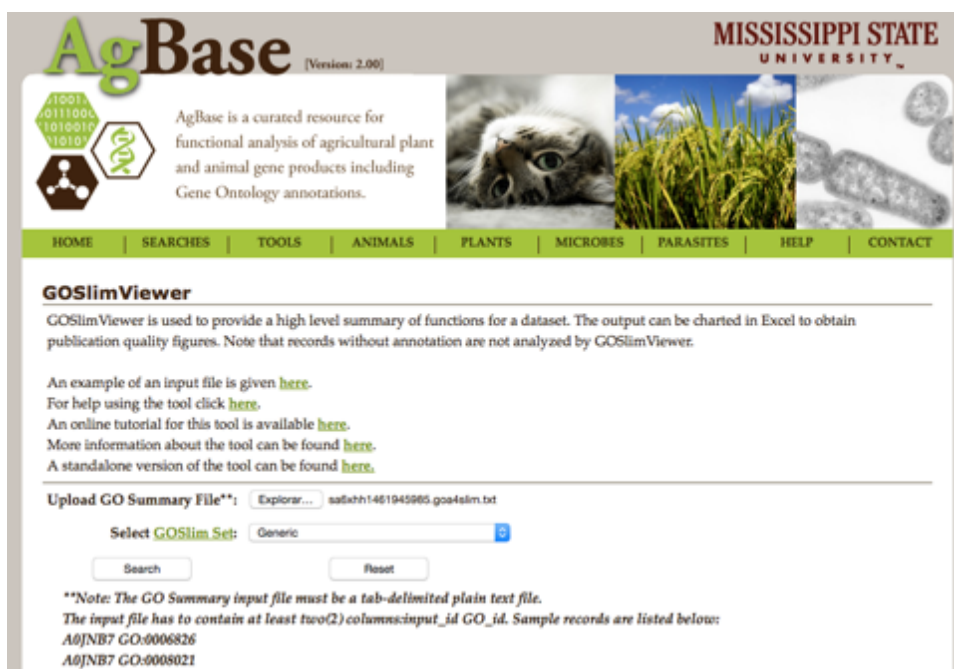 AgBase [Version: 2.00]
MISSISSIPPI STATE
UNIVERSITY™
AgBase is a curated resource for
functional analysis of agricultural plant
and animal gene products including
Gene Ontology annotations.
HOME | SEARCHES | TOOLS | ANIMALS | PLANTS | MICROBES | PARASITES | HELP | CONTACT
GOSlimViewer
GOSlimViewer is used to provide a high level summary of functions for a dataset. The output can be charted in Excel to obtain
publication quality figures. Note that records without annotation are not analyzed by GOSlimViewer.
An example of an input file is given here.
For help using the tool click here.
An online tutorial for this tool is available here.
More information about the tool can be found here.
A standalone version of the tool can be found here.
Upload GO Summary File**: Explorar... sa6xhh1461945985.goa4slim.txt
Select GOSlim Set: Generic
Search Reset
**Note: The GO Summary input file must be a tab-delimited plain text file.
The input file has to contain at least two(2) columns:input_id GO_id. Sample records are listed below:
A0JNB7 GO:0006826
A0JNB7 GO:0008021